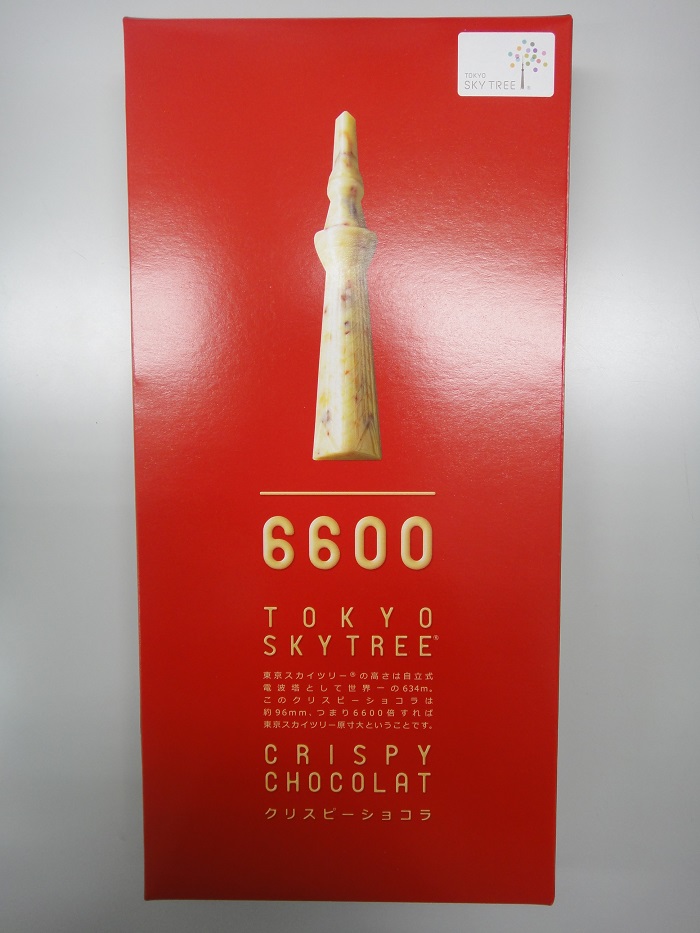 TOKYO
SKY TREE®
6600
TOKYO
SKYTREE®
東京スカイツリー®の高さは自立式
電波塔として世界一の634m。
このクリスピーショコラは
約96mm、つまり6600倍すれば
東京スカイツリー原寸大ということです。
CRISPY
CHOCOLAT
クリスピーショコラ